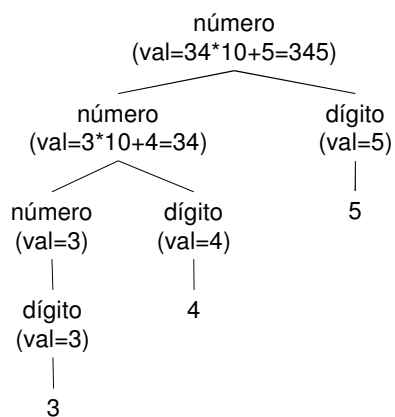 número
(val=34*10+5=345)
número
(val=3*10+4=34)
dígito
(val=5)
número
(val=3)
dígito
(val=4)
5
dígito
(val=3)
4
3